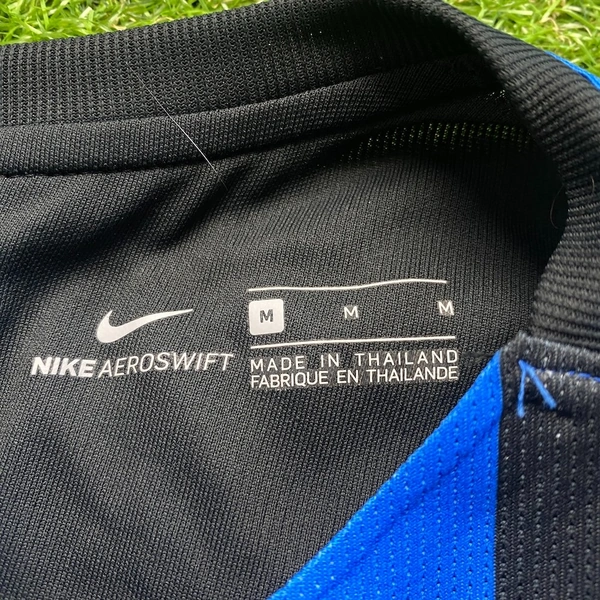 NIKE AEROSWIFT
M M M
MADE IN THAILAND
FABRIQUE EN THAILANDE